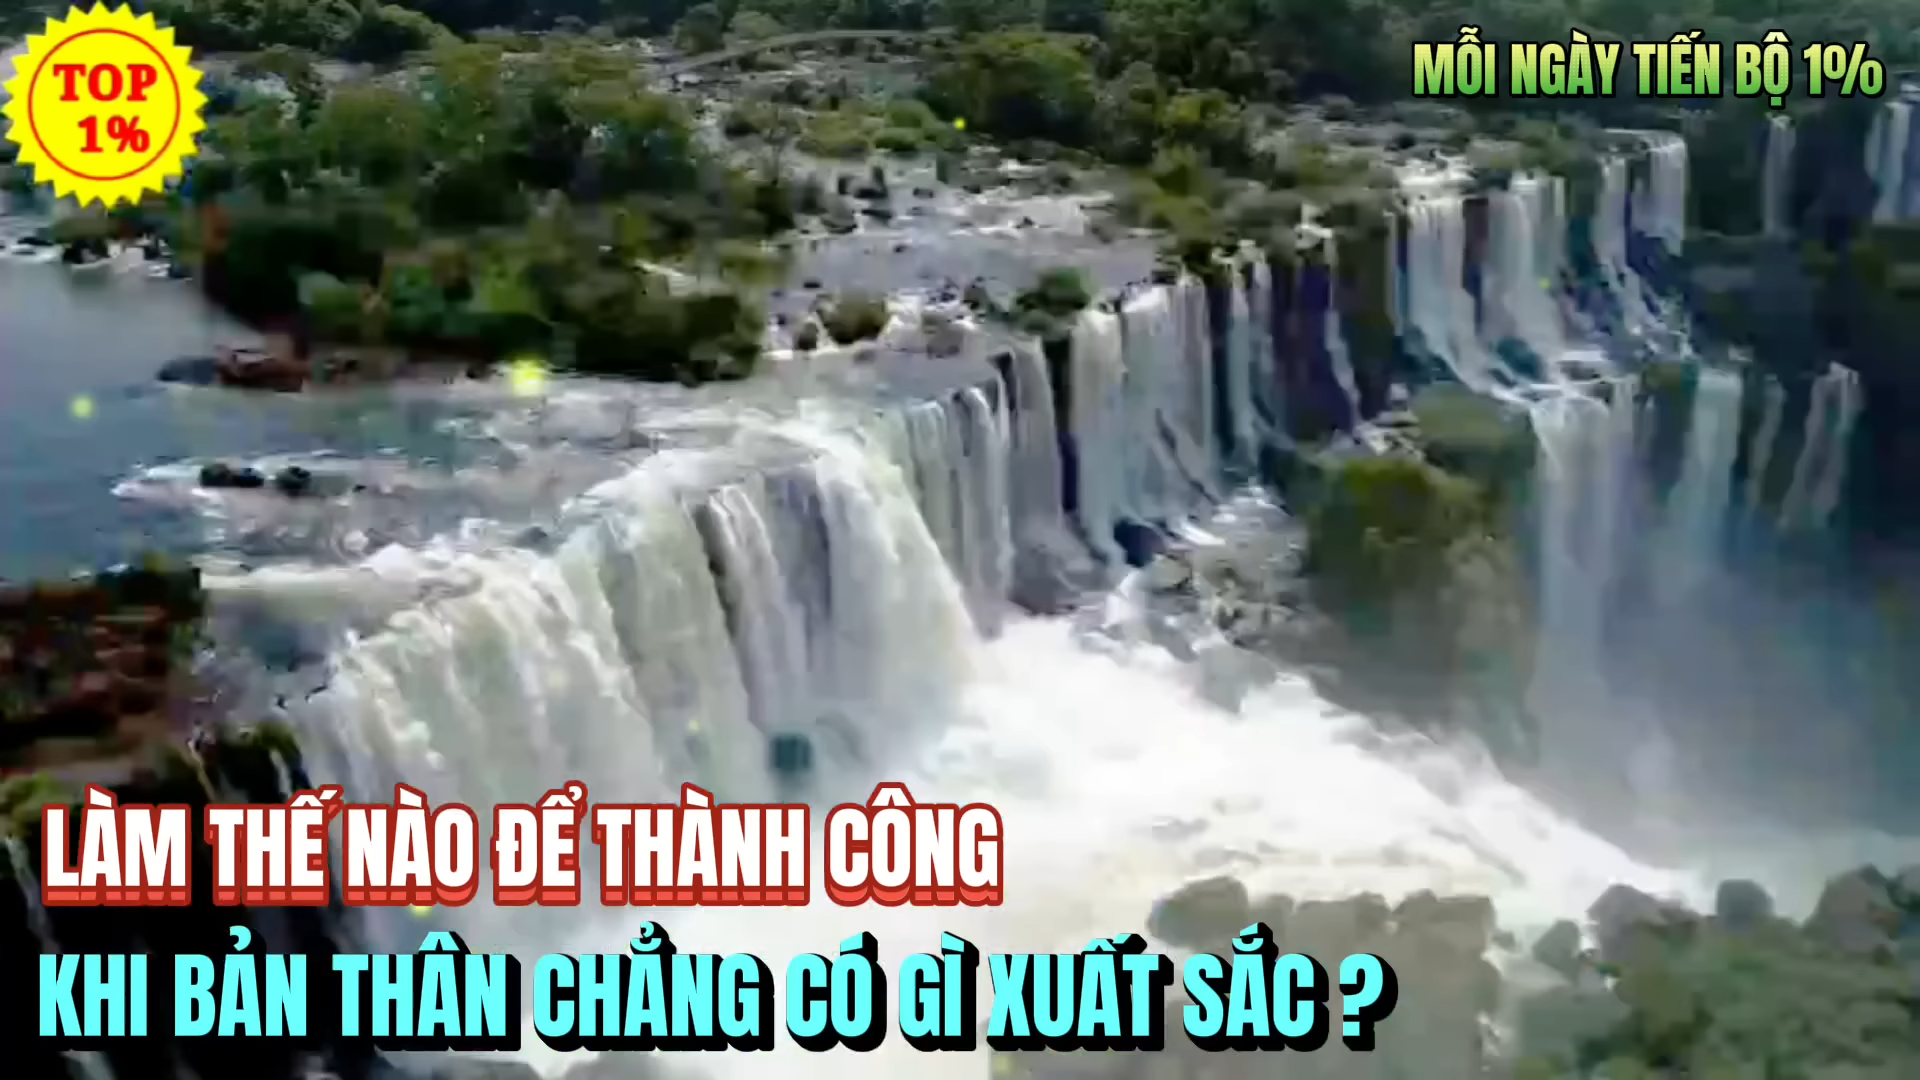 TOP
1%
MỖI NGÀY TIẾN BỘ 1%
LÀM THẾ NÀO ĐỂ THÀNH CÔNG
KHI BẢN THÂN CHẲNG CÓ GÌ XUẤT SẮC ?